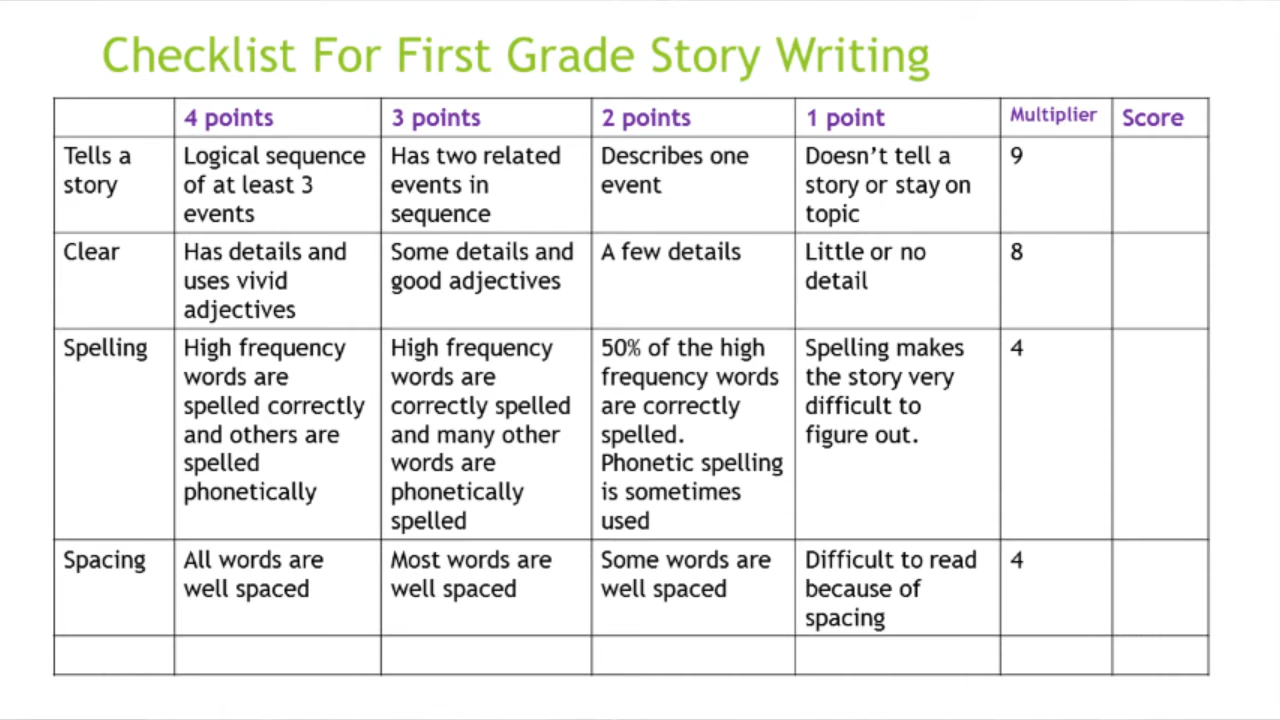 Checklist For First Grade Story Writing
4 points 3 points 2 points 1 point Multiplier Score
Tells a Logical sequence Has two related Describes one Doesn’t tell a 9
story of at least 3 events in event story or stay on
events sequence topic
Clear Has details and Some details and A few details Little or no 8
uses vivid good adjectives detail
adjectives
Spelling High frequency High frequency 50% of the high Spelling makes 4
words are words are frequency words the story very
spelled correctly correctly spelled are correctly difficult to
and others are and many other spelled. figure out.
spelled words are Phonetic spelling
phonetically phonetically is sometimes
spelled used
Spacing All words are Most words are Some words are Difficult to read 4
well spaced well spaced well spaced because of
spacing